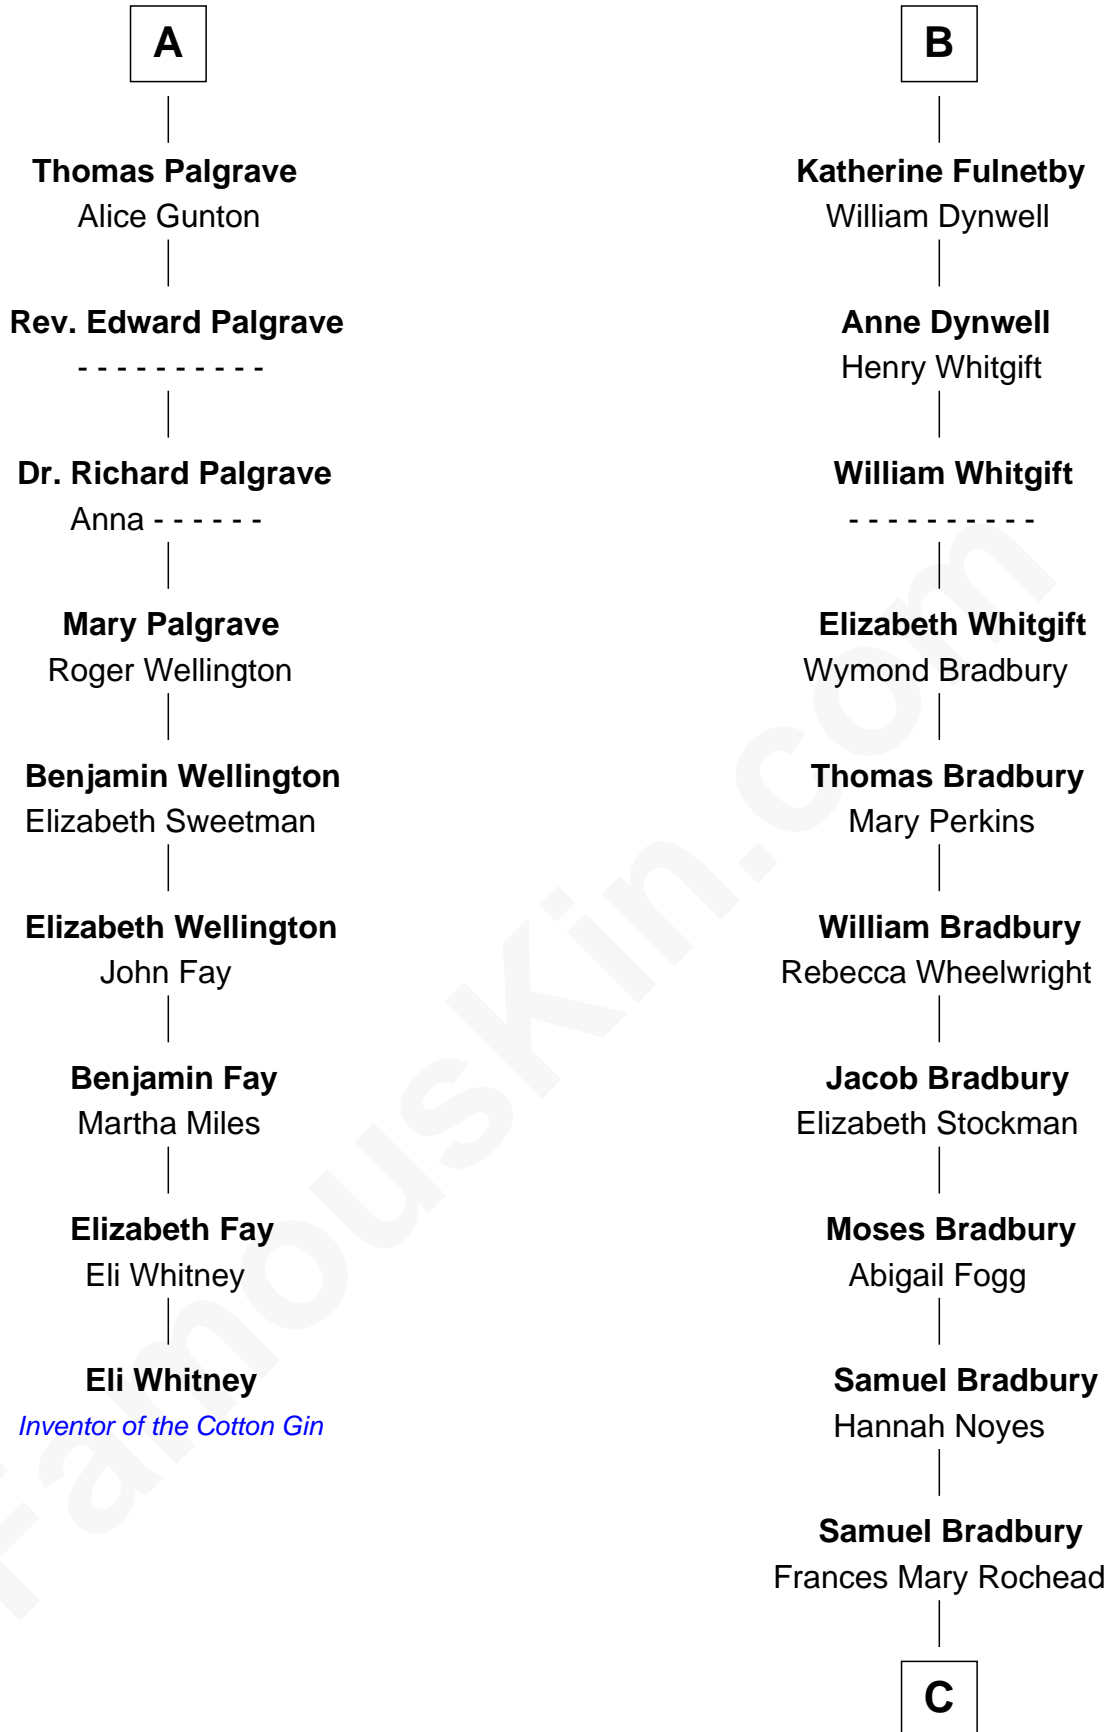 A
Thomas Palgrave
Alice Gunton
Rev. Edward Palgrave
- - - - - - - - - -
Dr. Richard Palgrave
Anna - - - - - -
Mary Palgrave
Roger Wellington
Benjamin Wellington
Elizabeth Sweetman
Elizabeth Wellington
John Fay
Benjamin Fay
Martha Miles
Elizabeth Fay
Eli Whitney
Eli Whitney
Inventor of the Cotton Gin
B
Katherine Fulnetby
William Dynwell
Anne Dynwell
Henry Whitgift
William Whitgift
- - - - - - - - - -
Elizabeth Whitgift
Wymond Bradbury
Thomas Bradbury
Mary Perkins
William Bradbury
Rebecca Wheelwright
Jacob Bradbury
Elizabeth Stockman
Moses Bradbury
Abigail Fogg
Samuel Bradbury
Hannah Noyes
Samuel Bradbury
Frances Mary Rochead
C
FamousKin.com